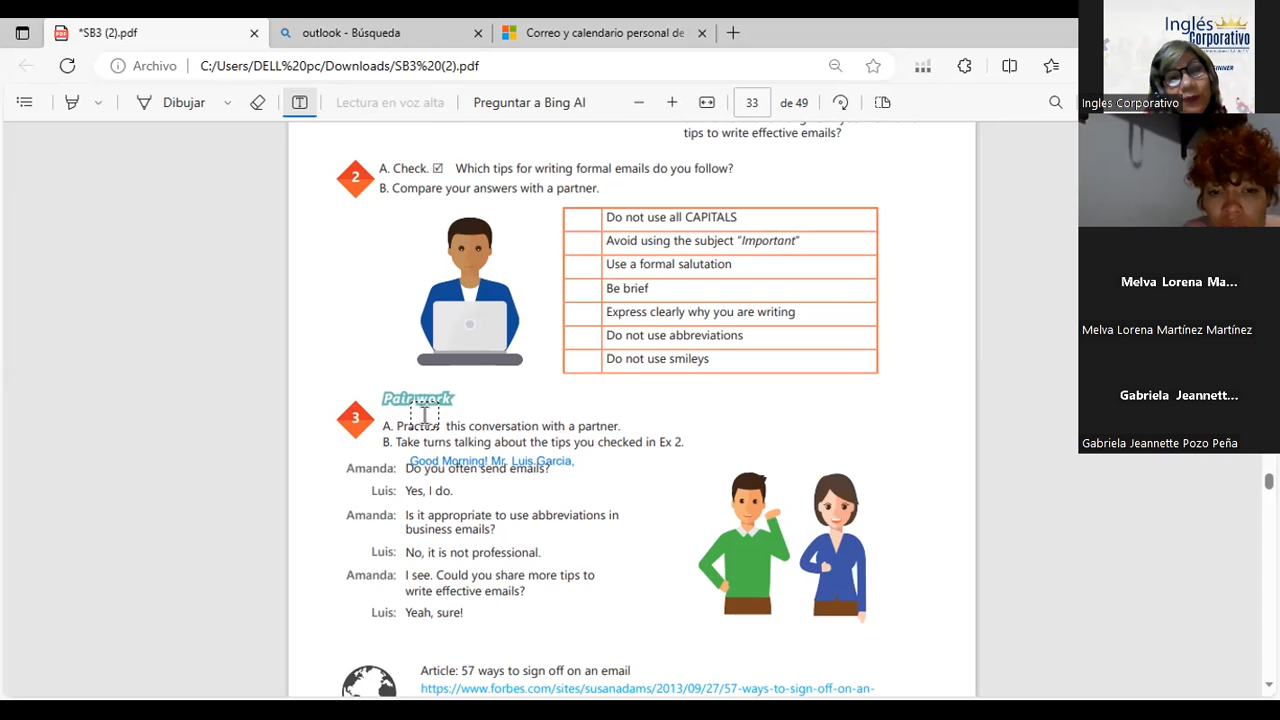 *SB3 (2).pdf
outlook - Búsqueda
Correo y calendario personal de
Archivo
C:/Users/DELL%20pc/Downloads/SB3%20(2).pdf
Dibujar
Lectura en voz alta
Preguntar a Bing AI
33
de 49
tips to write effective emails?
2
A. Check. ☑ Which tips for writing formal emails do you follow?
B. Compare your answers with a partner.
Do not use all CAPITALS
Avoid using the subject "Important"
Use a formal salutation
Be brief
Express clearly why you are writing
Do not use abbreviations
Do not use smileys
Pair work
3
A. Practice this conversation with a partner.
B. Take turns talking about the tips you checked in Ex 2.
Good Morning! Mr. Luis Garcia,
Amanda: Do you often send emails?
Luis: Yes, I do.
Amanda: Is it appropriate to use abbreviations in
business emails?
Luis: No, it is not professional.
Amanda: I see. Could you share more tips to
write effective emails?
Luis: Yeah, sure!
Article: 57 ways to sign off on an email
https://www.forbes.com/sites/susanadams/2013/09/27/57-ways-to-sign-off-on-an-
Inglés
Corporativo
Inglés Corporativo
Melva Lorena Ma...
Melva Lorena Martínez Martínez
Gabriela Jeannett...
Gabriela Jeannette Pozo Peña